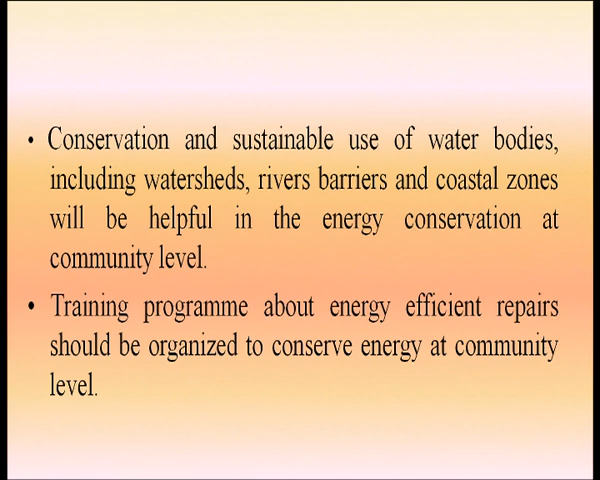 • Conservation and sustainable use of water bodies,
including watersheds, rivers barriers and coastal zones
will be helpful in the energy conservation at
community level.
• Training programme about energy efficient repairs
should be organized to conserve energy at community
level.